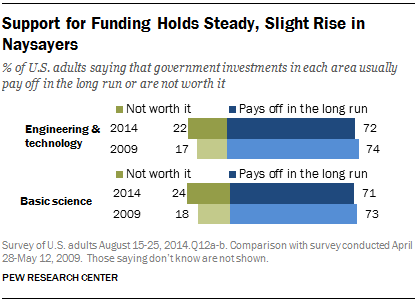 Support for Funding Holds Steady, Slight Rise in
Naysayers
% of U.S. adults saying that government investments in each area usually
pay off in the long run or are not worth it
Not worth it Pays off in the long run
Engineering & technology
2014 22 72
2009 17 74
Not worth it Pays off in the long run
Basic science
2014 24 71
2009 18 73
Survey of U.S. adults August 15-25, 2014.Q12a-b. Comparison with survey conducted April
28-May 12, 2009. Those saying don't know are not shown.
PEW RESEARCH CENTER